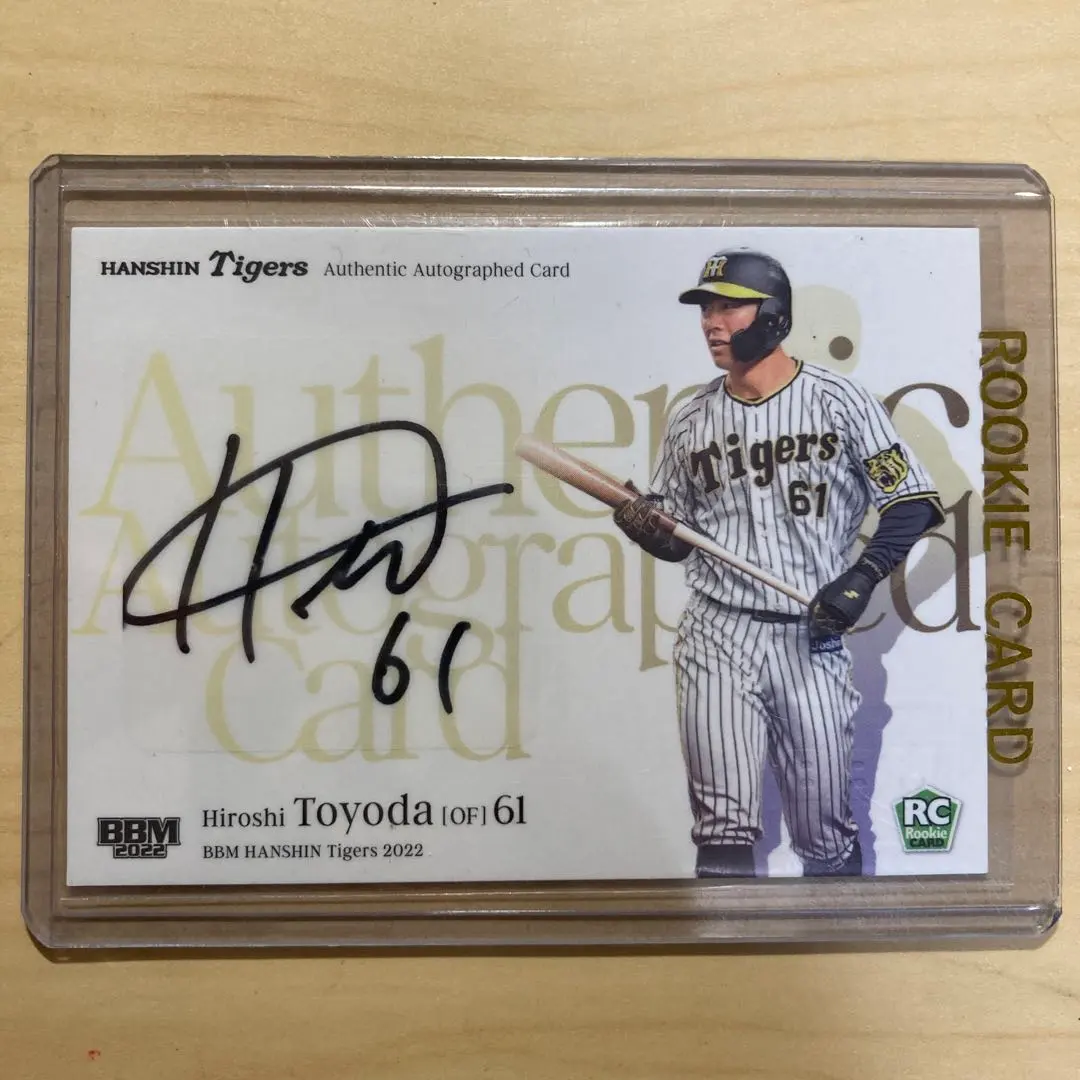 HANSHIN Tigers Authentic Autographed Card
Authentic
Autographed
Card
61
Tigers
61
ROOKIE CARD
BBM
2022
Hiroshi Toyoda [OF] 61
BBM HANSHIN Tigers 2022
RC
Rookie
CARD